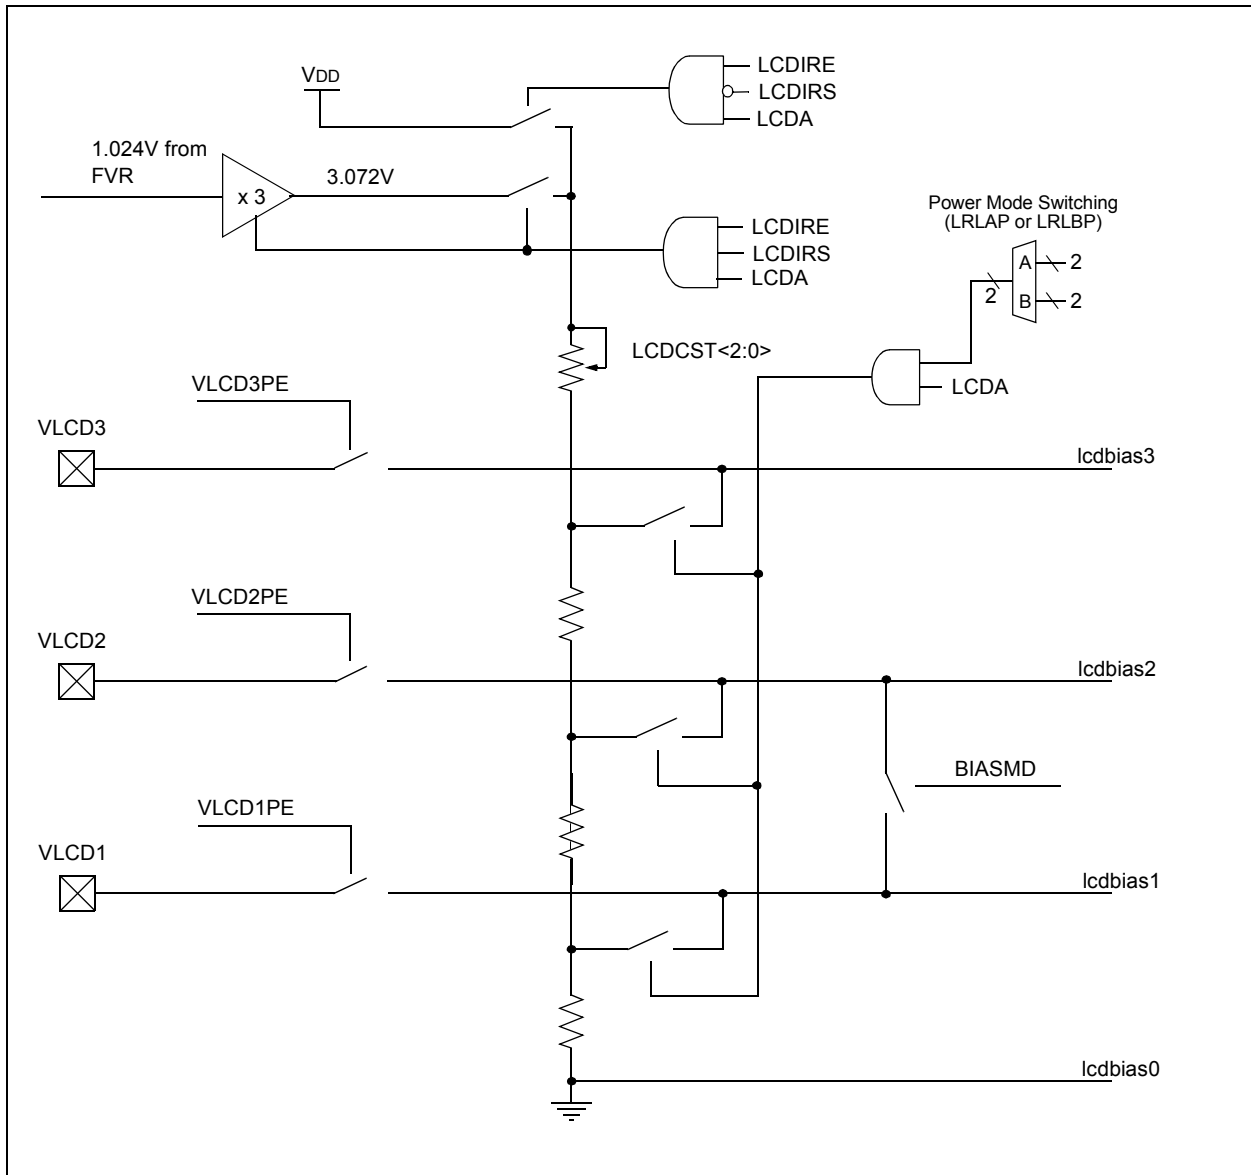 VDD
LCDIRE
LCDIRS
LCDA
1.024V from
FVR
x 3
3.072V
LCDIRE
LCDIRS
LCDA
Power Mode Switching
(LRLAP or LRLBP)
A
2
2
B
2
LCDCST<2:0>
LCDA
VLCD3PE
VLCD3
lcdbias3
VLCD2PE
VLCD2
lcdbias2
BIASMD
VLCD1PE
VLCD1
lcdbias1
lcdbias0